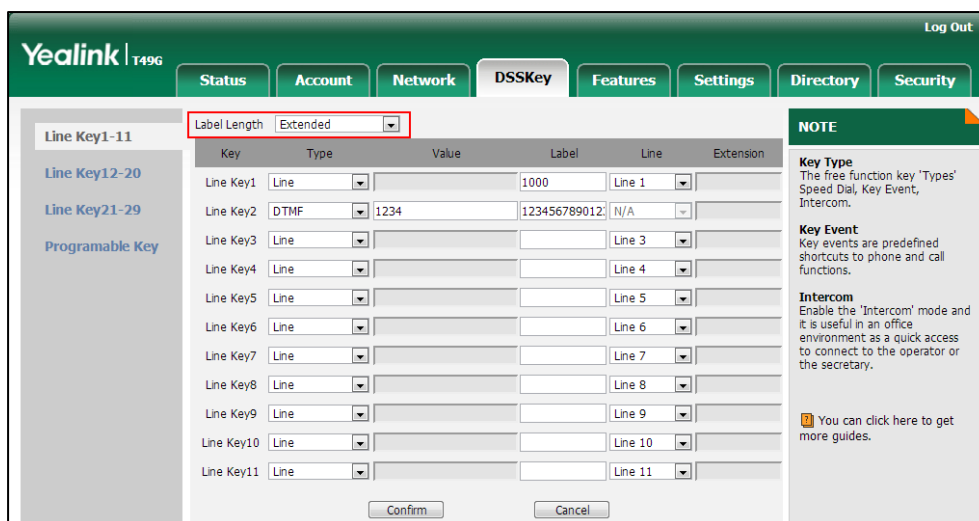 Log Out
Yealink T49G
Status Account Network DSSKey Features Settings Directory Security
Line Key1-11
Line Key12-20
Line Key21-29
Programable Key
Label Length Extended
Key Type Value Label Line Extension
Line Key1 Line 1000 Line 1
Line Key2 DTMF 1234 123456789012 N/A
Line Key3 Line Line 3
Line Key4 Line Line 4
Line Key5 Line Line 5
Line Key6 Line Line 6
Line Key7 Line Line 7
Line Key8 Line Line 8
Line Key9 Line Line 9
Line Key10 Line Line 10
Line Key11 Line Line 11
Confirm Cancel
NOTE
Key Type
The free function key 'Types'
Speed Dial, Key Event,
Intercom.
Key Event
Key events are predefined
shortcuts to phone and call
functions.
Intercom
Enable the 'Intercom' mode and
it is useful in an office
environment as a quick access
to connect to the operator or
the secretary.
? You can click here to get
more guides.